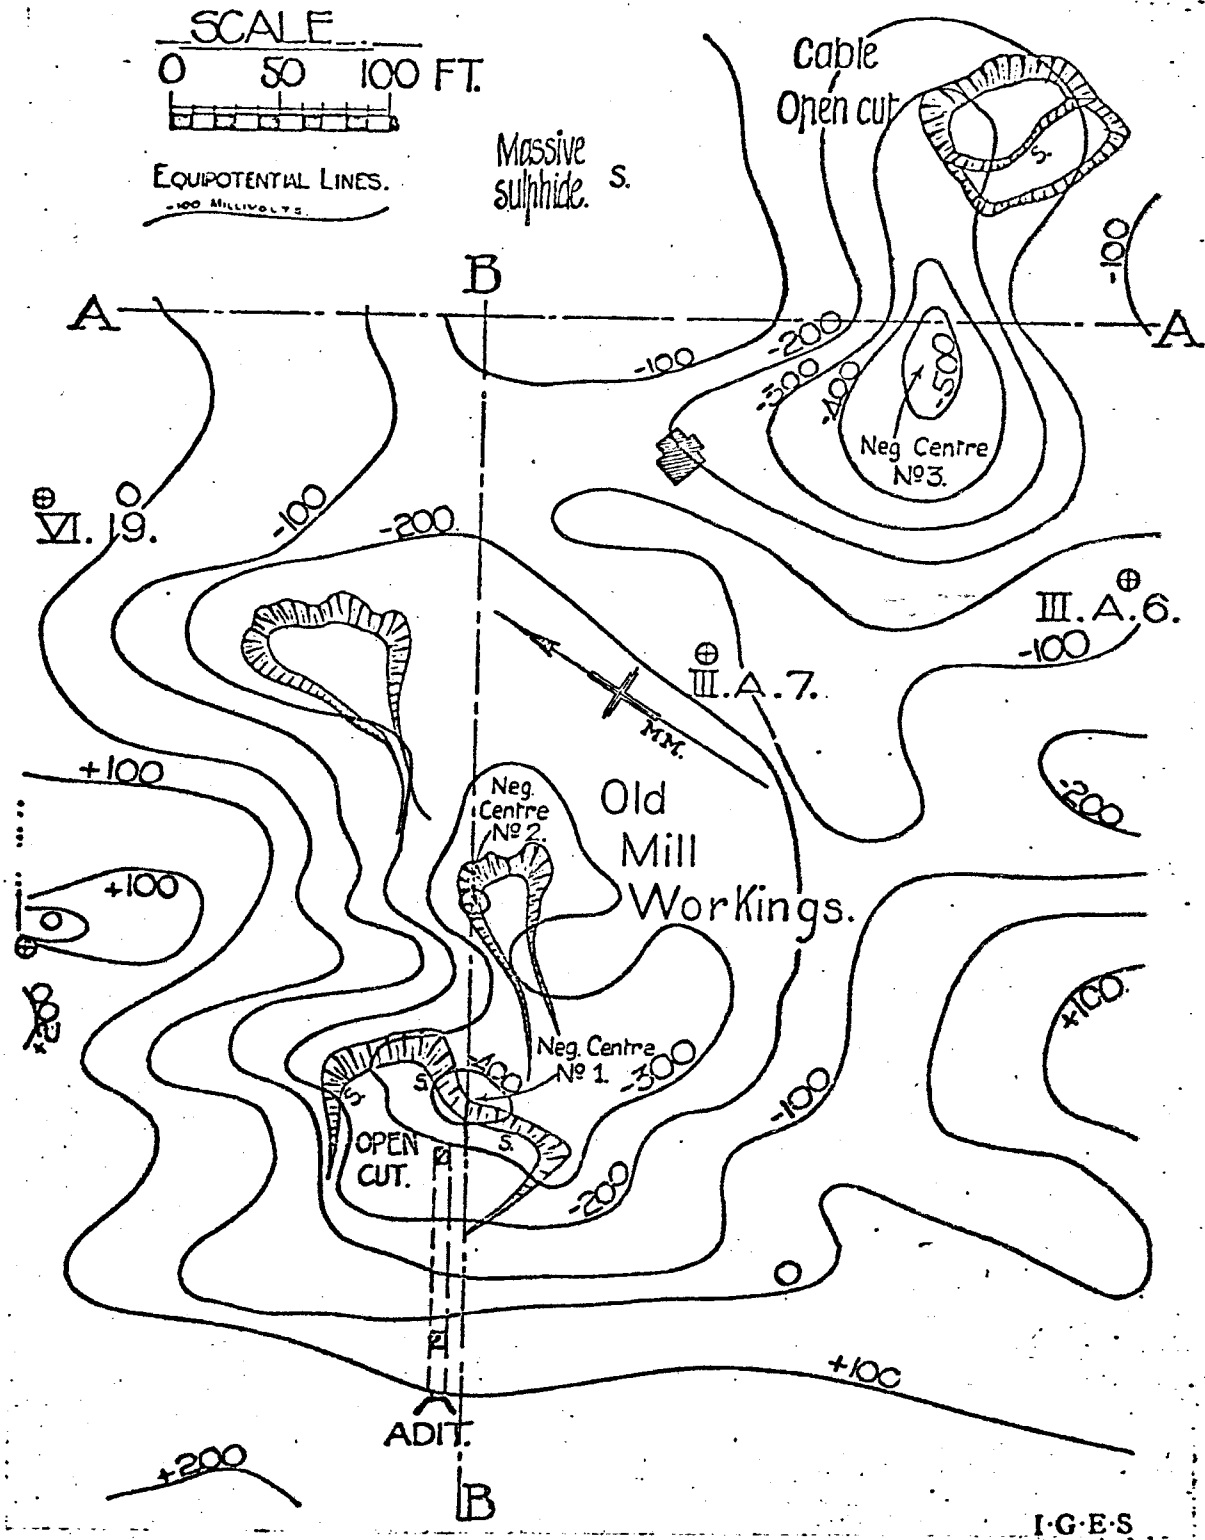 SCALE
0 50 100 FT.
EQUIPOTENTIAL LINES.
-100 MILLIVOLTS.
Massive
sulphide. S.
Cable
Open cut
S.
-100
B
A
A
-200
-100
-300
-400
-500
Neg Centre
Nº3.
VI. 19.
0
-100
-200
III. A. 6.
-100
III. A. 7.
MM.
+100
-200
Neg.
Centre
Nº 2.
Old
Mill
Workings.
+100
0
+200
+100
Neg. Centre
Nº 1.
-400
-300
S.
S.
-100
OPEN
CUT.
S.
-200
0
+100
ADIT.
+200
B
I·G·E·S